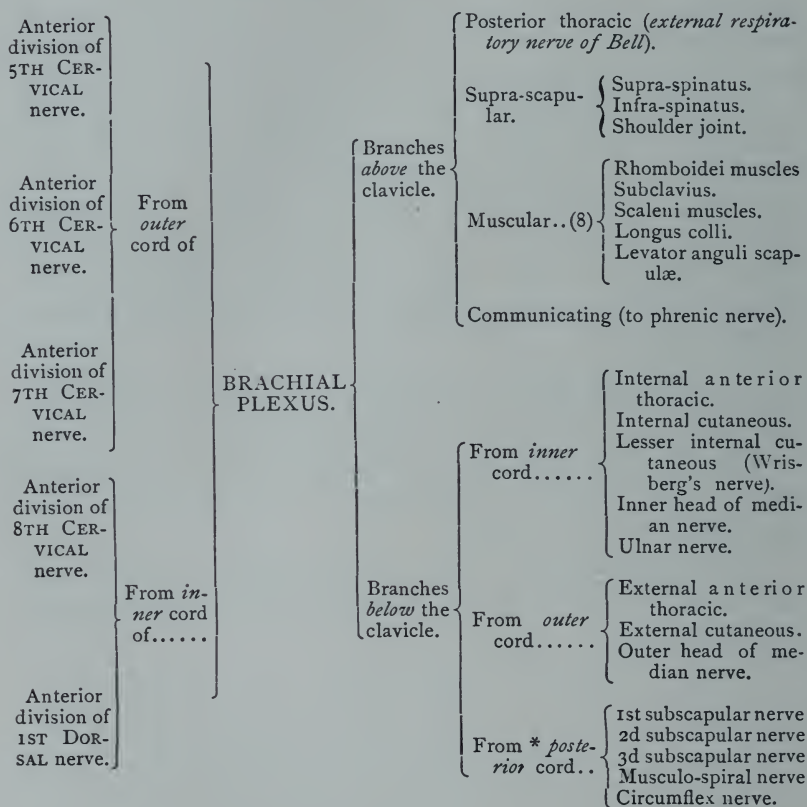 Anterior
division of
5TH CER-
VICAL
nerve.
Anterior
division of
6TH CER-
VICAL
nerve.
Anterior
division of
7TH CER-
VICAL
nerve.
From
outer
cord of
Anterior
division of
8TH CER-
VICAL
nerve.
Anterior
division of
1ST DOR-
SAL nerve.
From in-
ner cord
of......
BRACHIAL
PLEXUS.
Branches
above the
clavicle.
Posterior thoracic (external respira-
tory nerve of Bell).
Supra-scapu-
lar.
Supra-spinatus.
Infra-spinatus.
Shoulder joint.
Muscular..(8)
Rhomboidei muscles
Subclavius.
Scaleni muscles.
Longus colli.
Levator anguli scap-
ulæ.
Communicating (to phrenic nerve).
Branches
below the
clavicle.
From inner
cord......
Internal anterior
thoracic.
Internal cutaneous.
Lesser internal cu-
taneous (Wris-
berg's nerve).
Inner head of medi-
an nerve.
Ulnar nerve.
From outer
cord......
External anterior
thoracic.
External cutaneous.
Outer head of me-
dian nerve.
From * poste-
rior cord..
1st subscapular nerve
2d subscapular nerve
3d subscapular nerve
Musculo-spiral nerve
Circumflex nerve.